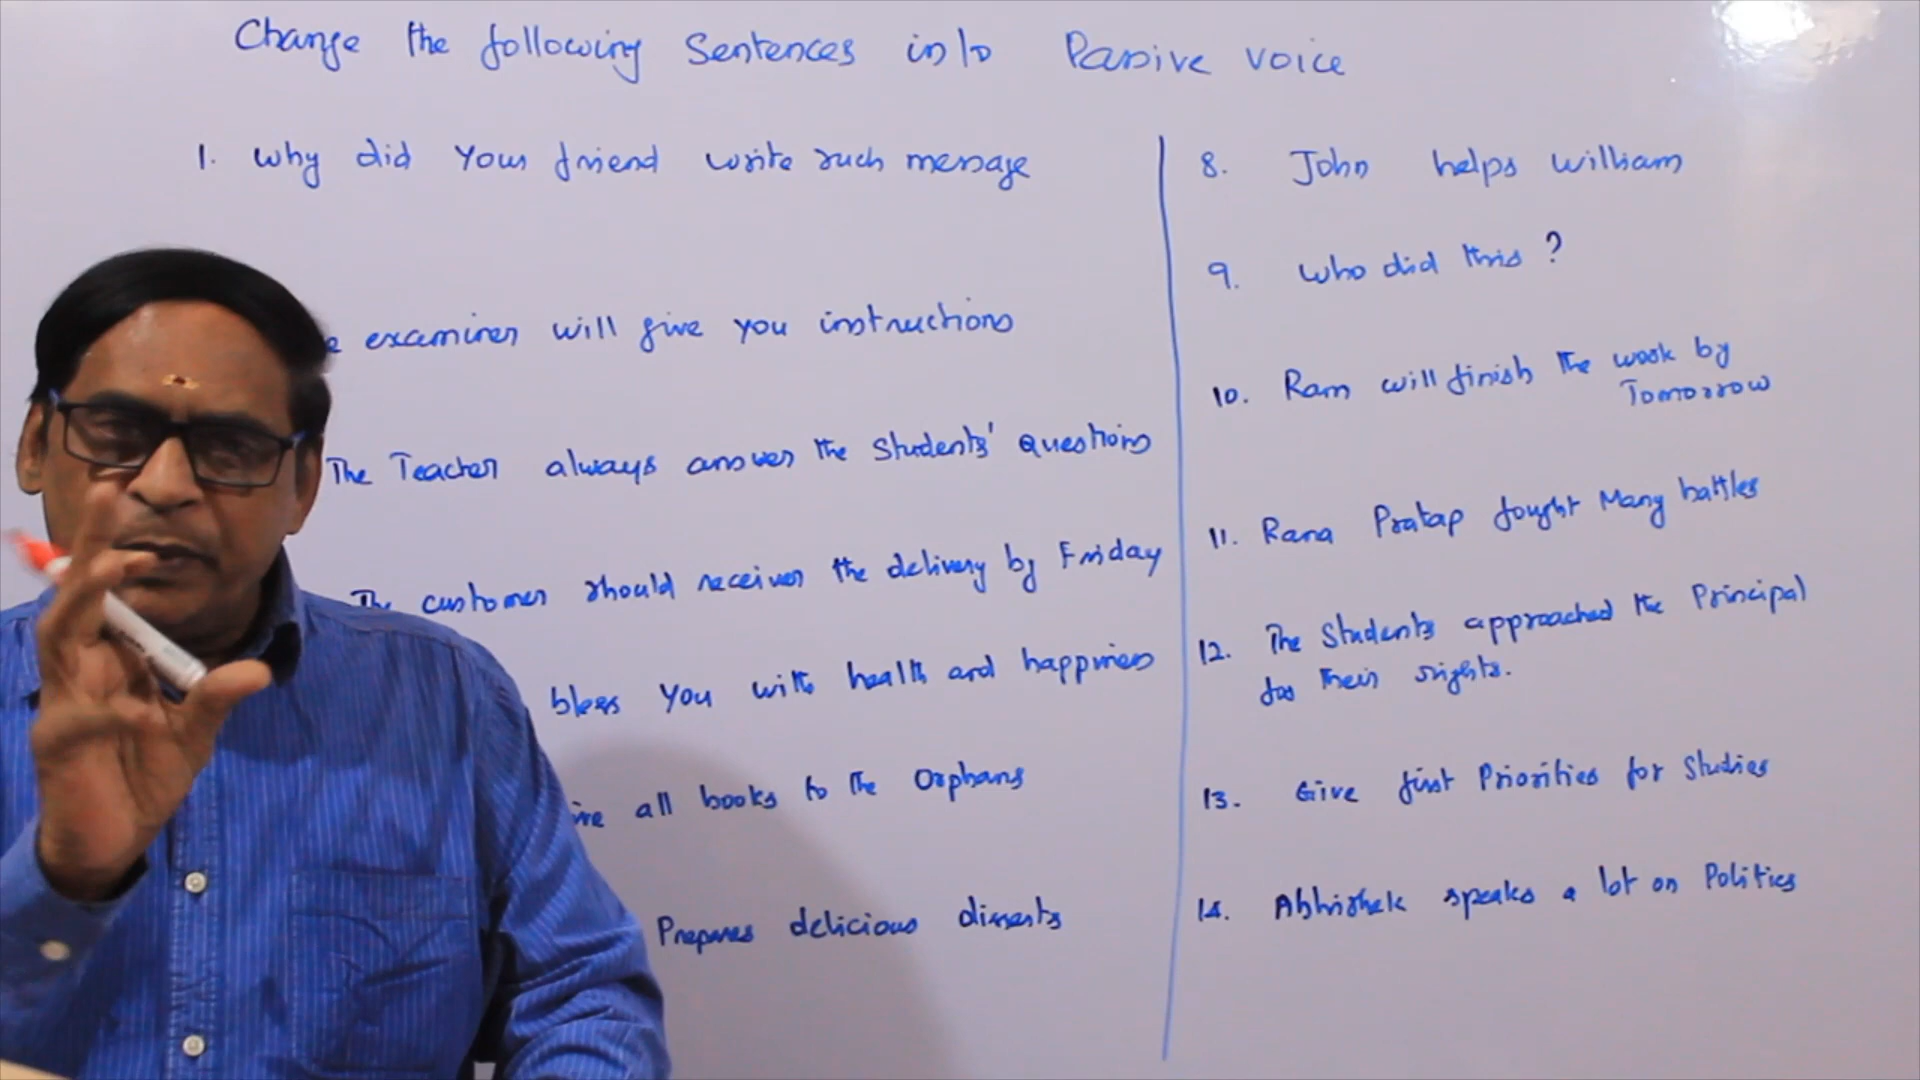 Change the following Sentences into Passive voice
1. Why did Your friend write such message
examiner will give you instructions
The Teacher always answer the Students' Questions
The customer should receives the delivery by Friday
bless You with health and happiness
all books to the Orphans
Prepares delicious
8. John helps William
9. Who did this ?
10. Ram will finish the work by
Tomorrow
11. Rana Pratap fought Many battles
12. The Students approached the Principal
for their rights.
13. Give first Priorities for Studies
14. Abhishek speaks a lot on Politics